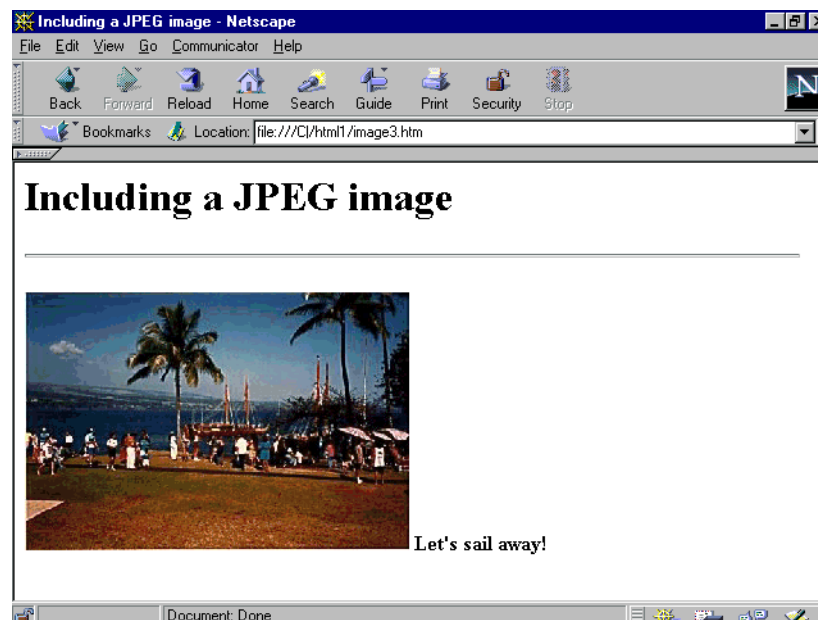 Including a JPEG image - Netscape
File Edit View Go Communicator Help
Back Forward Reload Home Search Guide Print Security Stop
N
Bookmarks Location: file:///C|/html1/image3.htm
Including a JPEG image
Let's sail away!
Document: Done